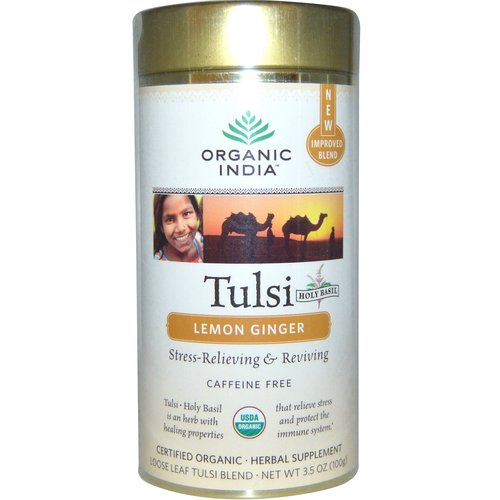 NEW
IMPROVED
BLEND
ORGANIC
INDIA™
Tulsi
HOLY BASIL
LEMON GINGER
Stress-Relieving & Reviving
CAFFEINE FREE
Tulsi • Holy Basil
is an herb with
healing properties
USDA
ORGANIC
that relieve stress
and protect the
immune system.*
CERTIFIED ORGANIC • HERBAL SUPPLEMENT
LOOSE LEAF TULSI BLEND • NET WT 3.5 OZ (100g)